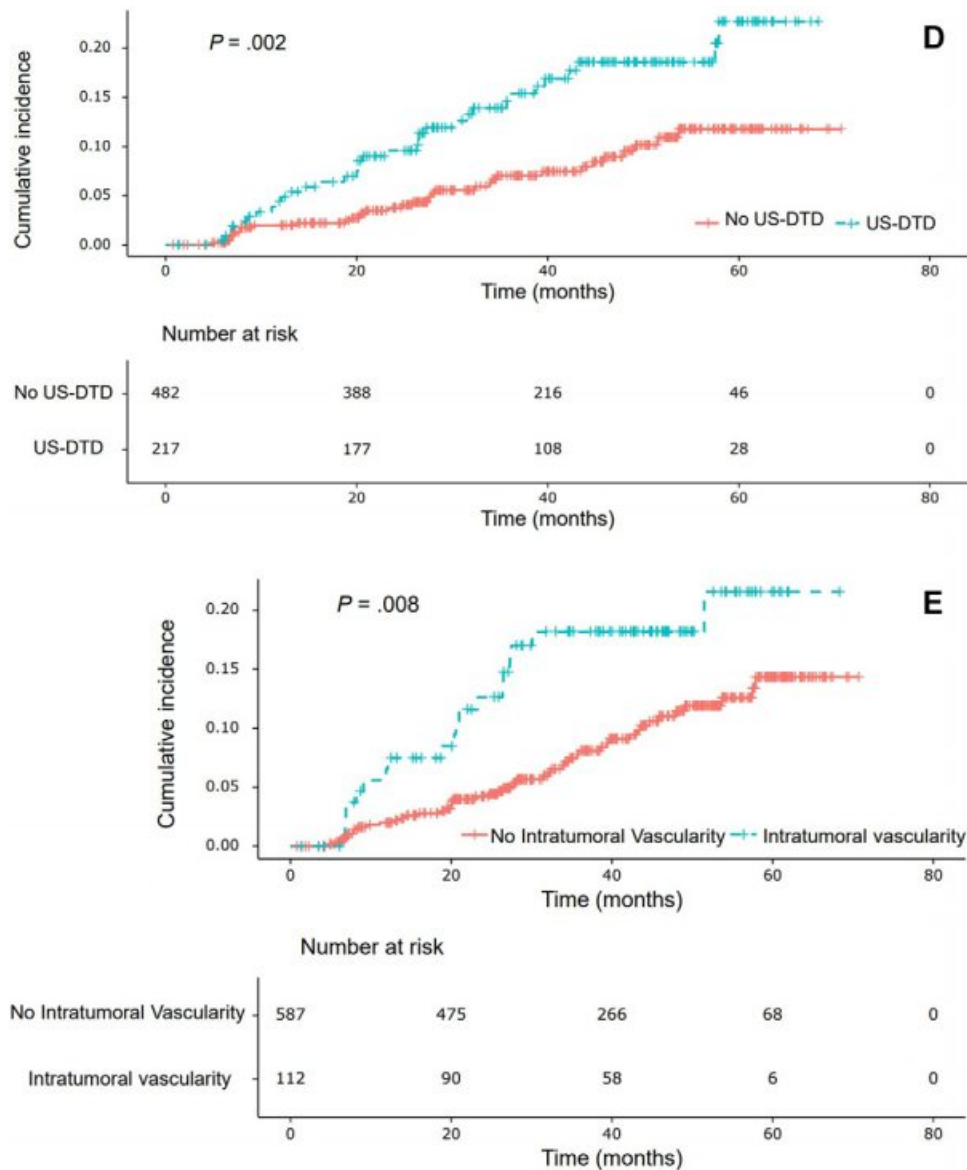 D
P = .002
Cumulative incidence
0.20
0.15
0.10
0.05
0.00
No US-DTD US-DTD
0 20 40 60 80
Time (months)
Number at risk
No US-DTD 482 388 216 46 0
US-DTD 217 177 108 28 0
0 20 40 60 80
Time (months)
E
P = .008
Cumulative incidence
0.20
0.15
0.10
0.05
0.00
No Intratumoral Vascularity Intratumoral vascularity
0 20 40 60 80
Time (months)
Number at risk
No Intratumoral Vascularity 587 475 266 68 0
Intratumoral vascularity 112 90 58 6 0
0 20 40 60 80
Time (months)